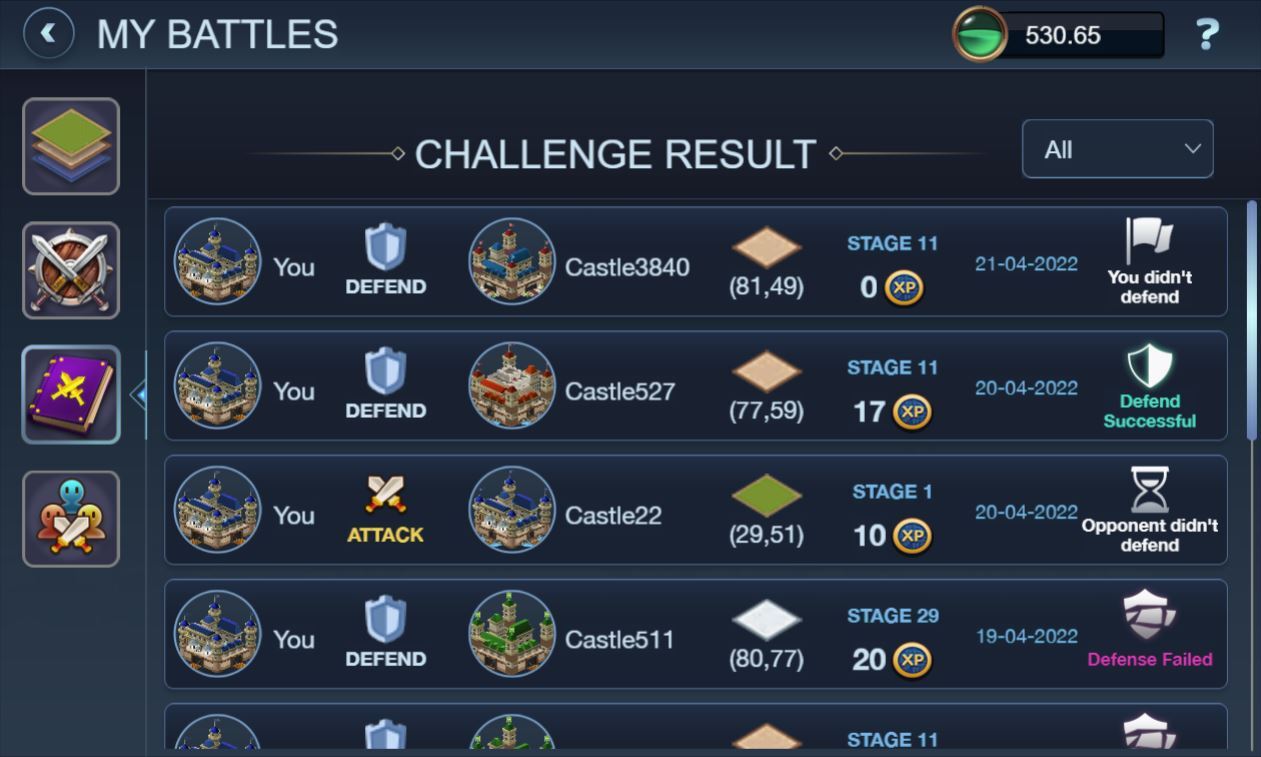 MY BATTLES
530.65
?
CHALLENGE RESULT
All
You
DEFEND
Castle3840
(81,49)
STAGE 11
0 XP
21-04-2022
You didn't
defend
You
DEFEND
Castle527
(77,59)
STAGE 11
17 XP
20-04-2022
Defend
Successful
You
ATTACK
Castle22
(29,51)
STAGE 1
10 XP
20-04-2022
Opponent didn't
defend
You
DEFEND
Castle511
(80,77)
STAGE 29
20 XP
19-04-2022
Defense Failed
STAGE 11